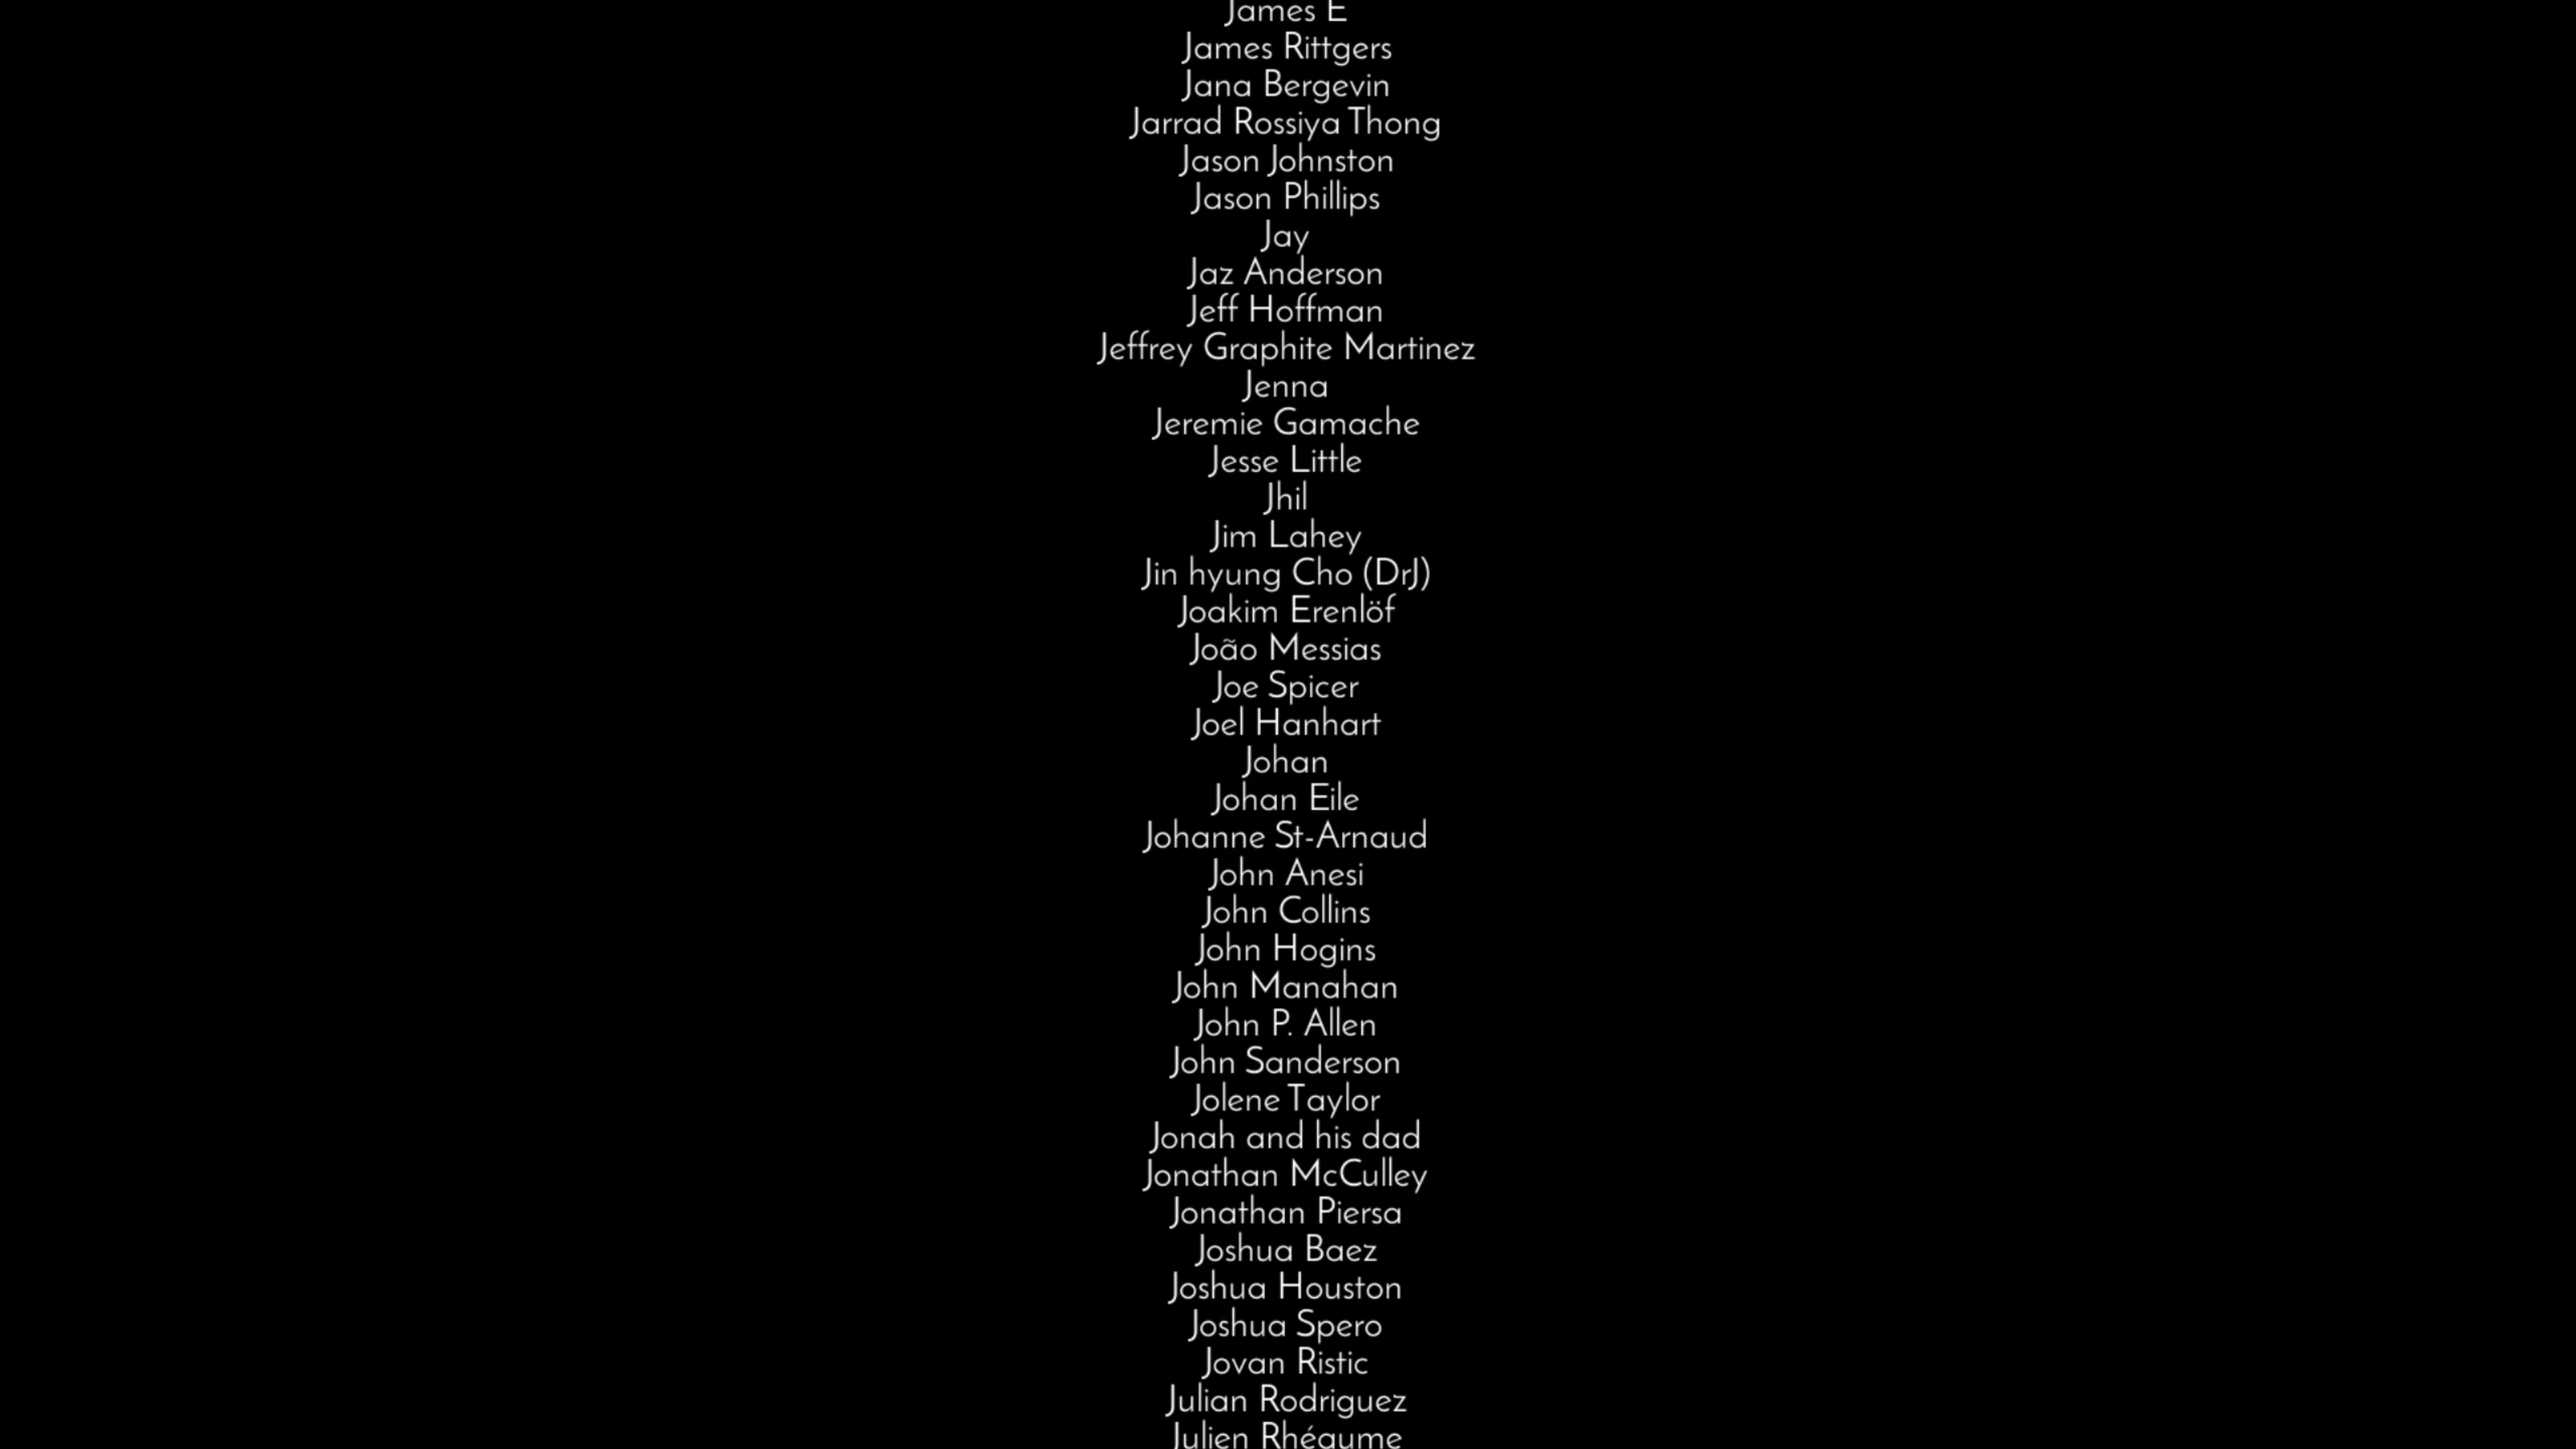 James E
James Rittgers
Jana Bergevin
Jarrad Rossiya Thong
Jason Johnston
Jason Phillips
Jay
Jaz Anderson
Jeff Hoffman
Jeffrey Graphite Martinez
Jenna
Jeremie Gamache
Jesse Little
Jhil
Jim Lahey
Jin hyung Cho (DrJ)
Joakim Erenlöf
João Messias
Joe Spicer
Joel Hanhart
Johan
Johan Eile
Johanne St-Arnaud
John Anesi
John Collins
John Hogins
John Manahan
John P. Allen
John Sanderson
Jolene Taylor
Jonah and his dad
Jonathan McCulley
Jonathan Piersa
Joshua Baez
Joshua Houston
Joshua Spero
Jovan Ristic
Julian Rodriguez
Julien Rhéaume